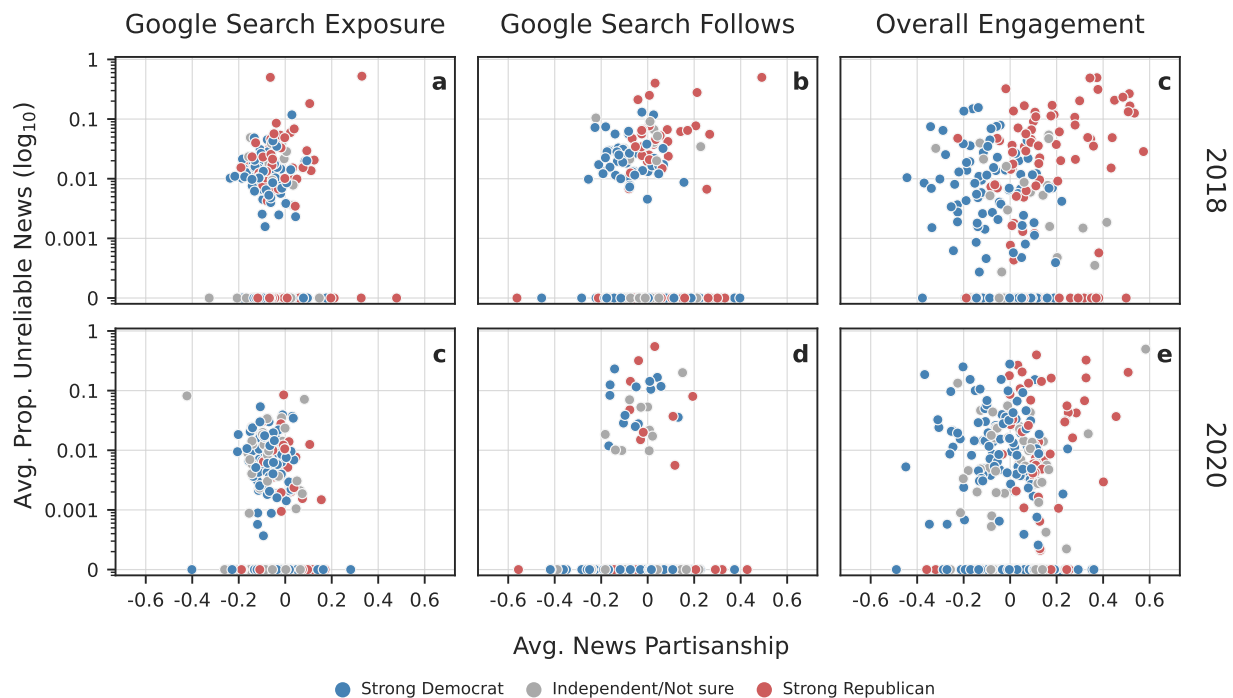 Google Search Exposure Google Search Follows Overall Engagement
Avg. Prop. Unreliable News (log10)
1 a b c
0.1
0.01
0.001
0
2018
1 c d e
0.1
0.01
0.001
0
2020
-0.6 -0.4 -0.2 0 0.2 0.4 0.6 -0.6 -0.4 -0.2 0 0.2 0.4 0.6 -0.6 -0.4 -0.2 0 0.2 0.4 0.6
Avg. News Partisanship
Strong Democrat Independent/Not sure Strong Republican